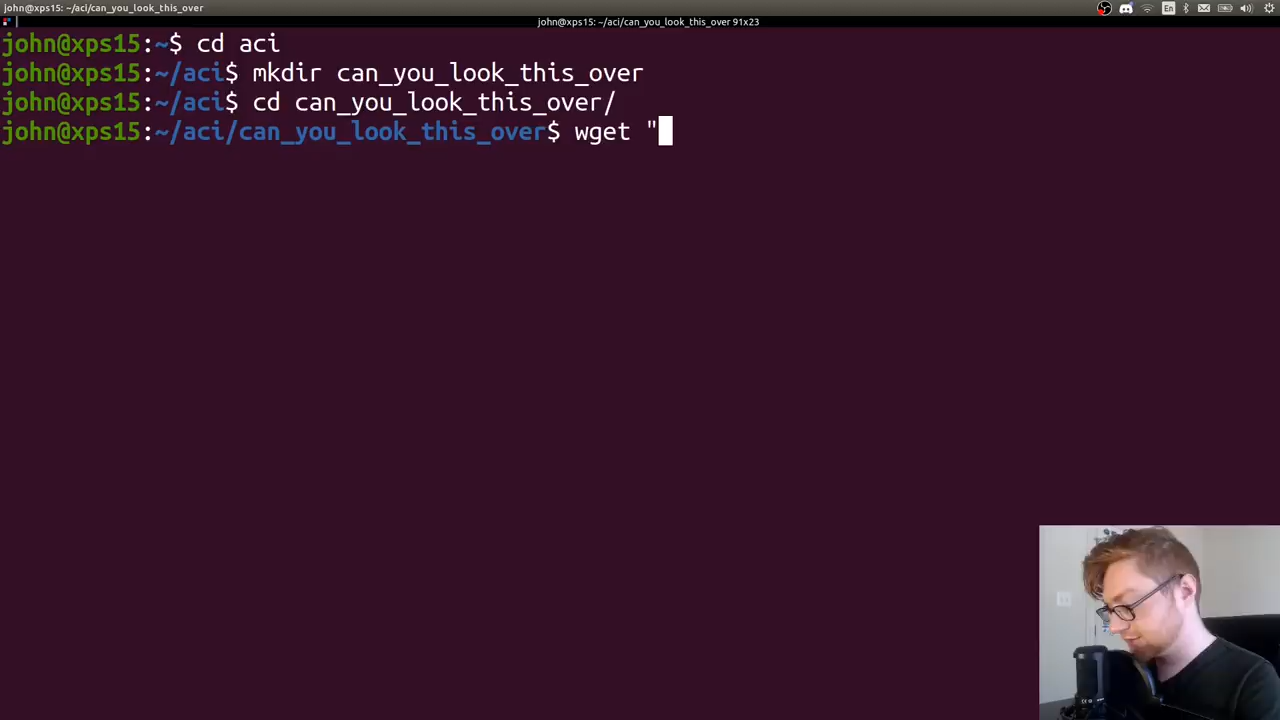 john@xps15: ~/aci/can_you_look_this_over
En
john@xps15: ~/aci/can_you_look_this_over 91x23
john@xps15:~$ cd aci
john@xps15:~/aci$ mkdir can_you_look_this_over
john@xps15:~/aci$ cd can_you_look_this_over/
john@xps15:~/aci/can_you_look_this_over$ wget "